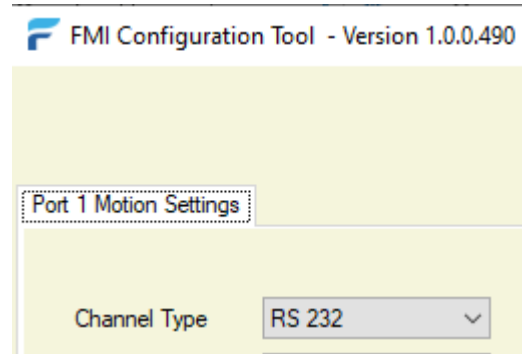 FMI Configuration Tool - Version 1.0.0.490
Port 1 Motion Settings
Channel Type RS 232